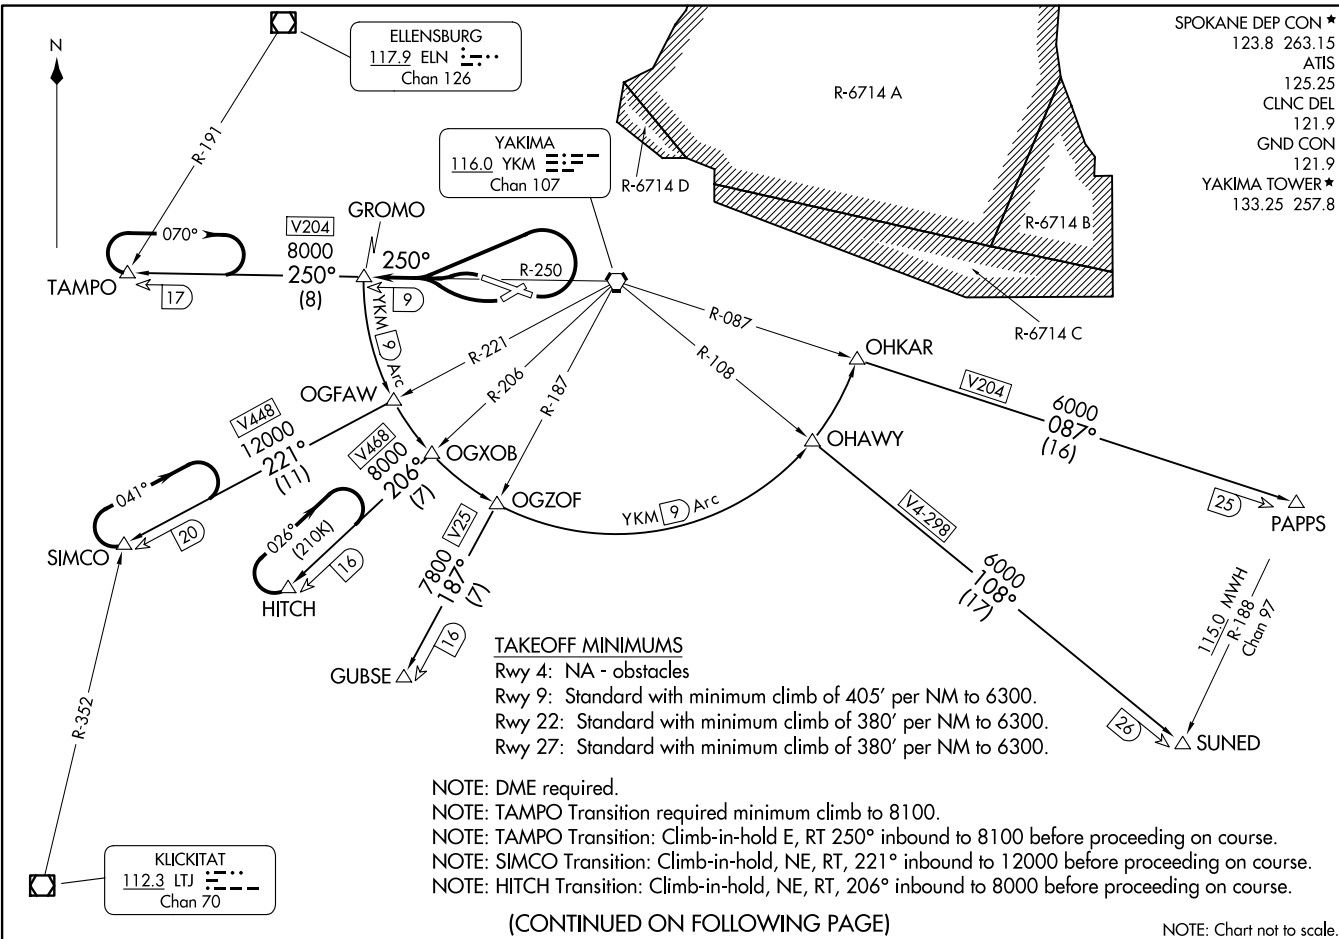 SPOKANE DEP CON ★
123.8 263.15
ATIS
125.25
CLNC DEL
121.9
GND CON
121.9
YAKIMA TOWER ★
133.25 257.8
N
ELLENSBURG
117.9 ELN
Chan 126
R-191
YAKIMA
116.0 YKM
Chan 107
R-6714 A
R-6714 D
R-6714 B
R-6714 C
GROMO
V204
8000
250°
(8)
070°
TAMPO
17
250°
R-250
9
YKM 9 Arc
R-221
R-206
R-187
R-108
R-087
OHKAR
OGFAW
V204
6000
087°
(16)
V448
12000
221°
(11)
V468
8000
206°
(7)
OGXOB
OHAWY
041°
OGZOF
YKM 9 Arc
V4-298
6000
108°
(17)
25
PAPPS
20
SIMCO
026°
(210K)
16
HITCH
V25
7800
187°
(7)
16
GUBSE
115.0 MWH
R-188
Chan 97
26
SUNED
R-352
TAKEOFF MINIMUMS
Rwy 4: NA - obstacles
Rwy 9: Standard with minimum climb of 405' per NM to 6300.
Rwy 22: Standard with minimum climb of 380' per NM to 6300.
Rwy 27: Standard with minimum climb of 380' per NM to 6300.
NOTE: DME required.
NOTE: TAMPO Transition required minimum climb to 8100.
NOTE: TAMPO Transition: Climb-in-hold E, RT 250° inbound to 8100 before proceeding on course.
NOTE: SIMCO Transition: Climb-in-hold, NE, RT, 221° inbound to 12000 before proceeding on course.
NOTE: HITCH Transition: Climb-in-hold, NE, RT, 206° inbound to 8000 before proceeding on course.
KLICKITAT
112.3 LTJ
Chan 70
(CONTINUED ON FOLLOWING PAGE)
NOTE: Chart not to scale.